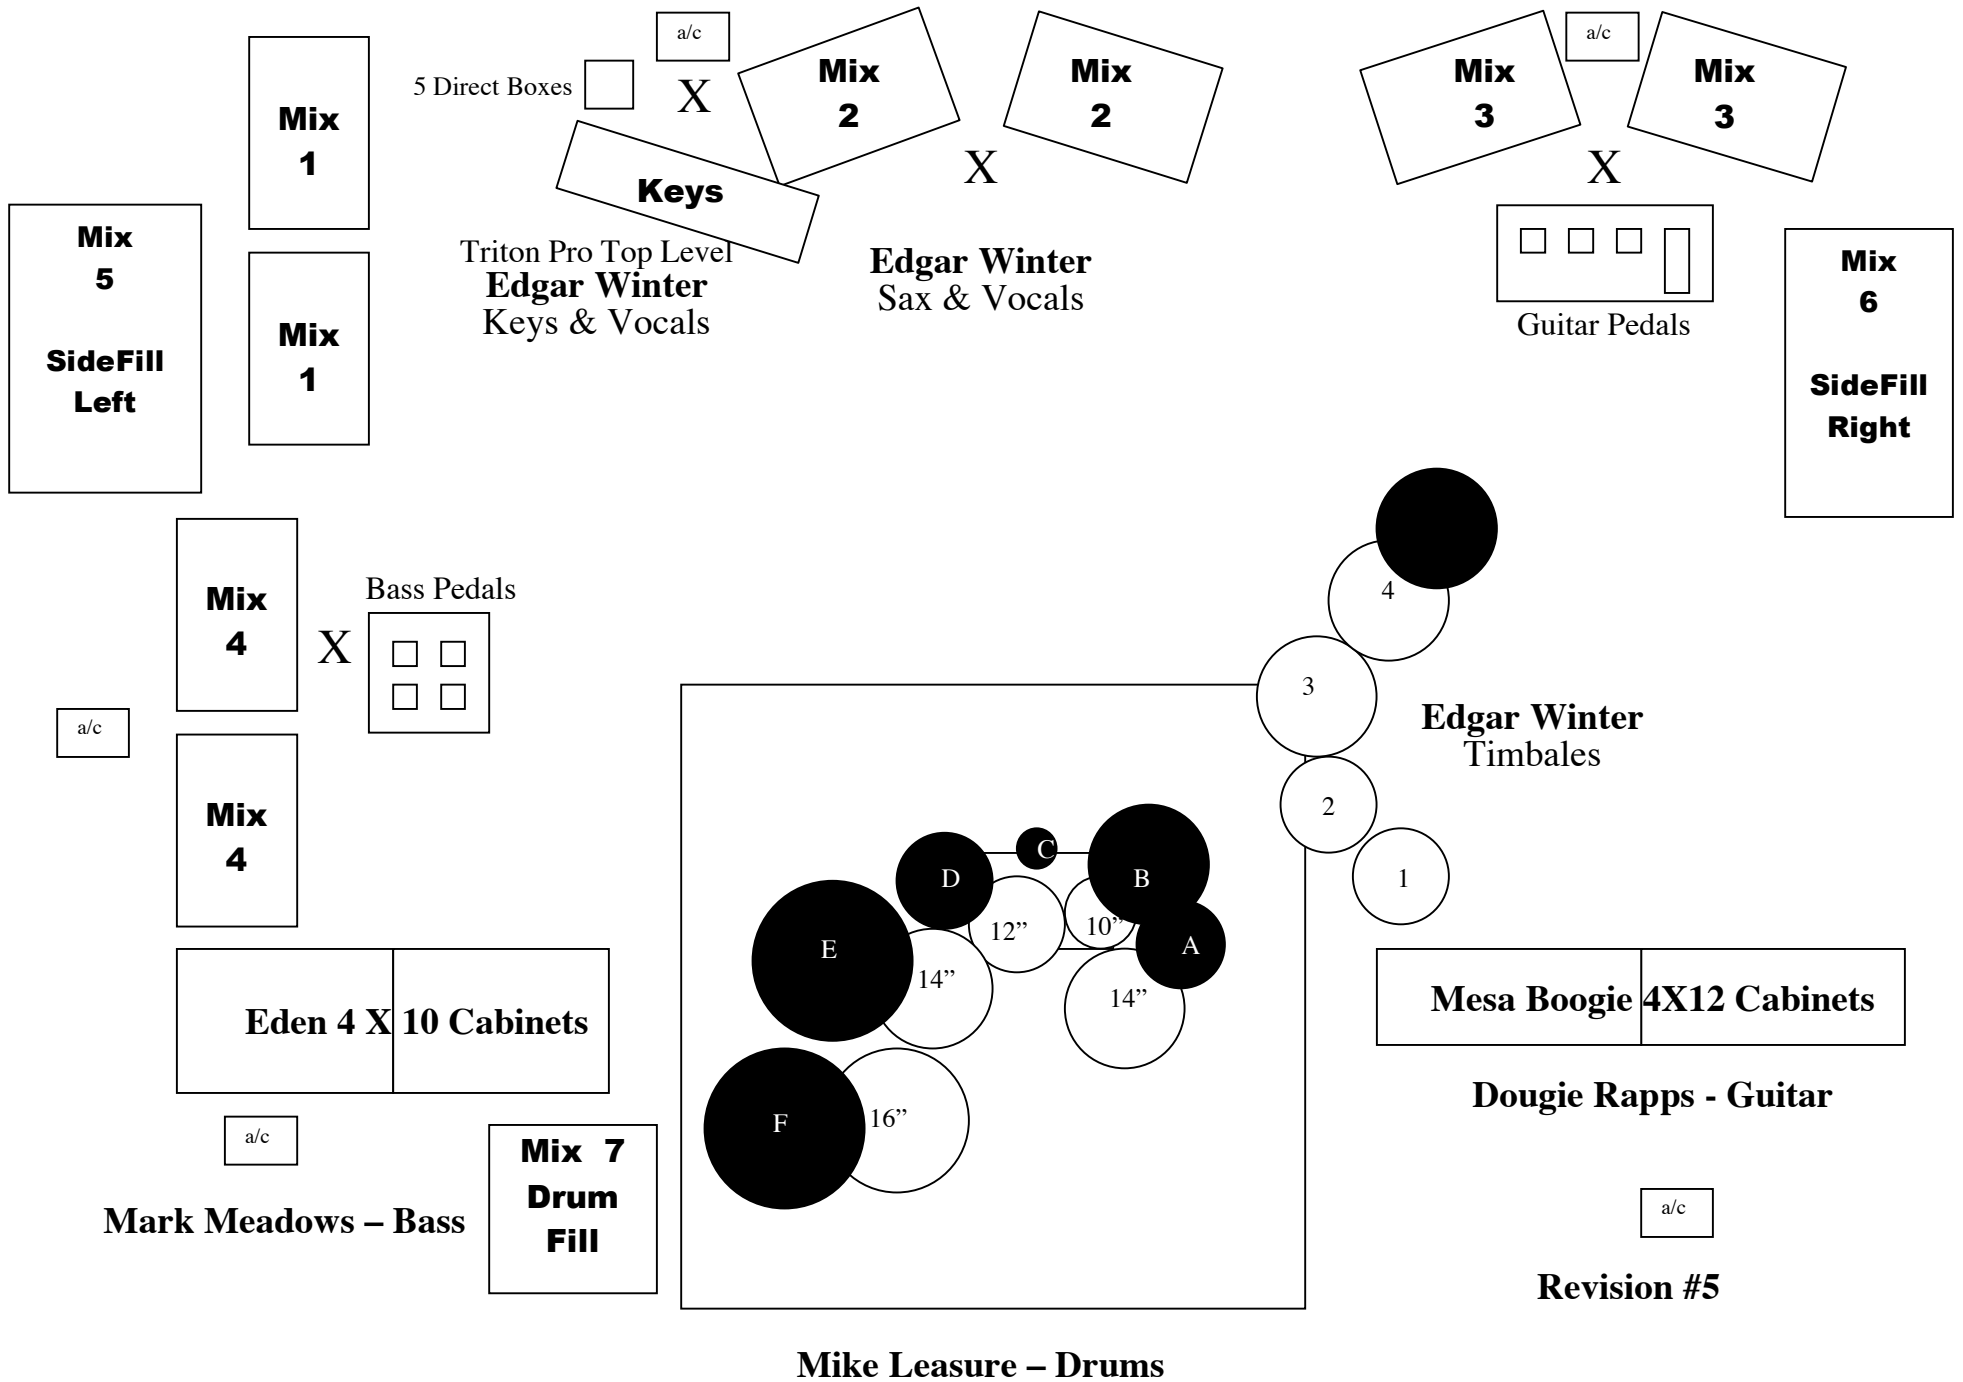 a/c
5 Direct Boxes
X
Mix
1
Mix
2
Mix
2
Mix
3
a/c
Mix
3
X
X
Keys
Triton Pro Top Level
Edgar Winter
Keys & Vocals
Edgar Winter
Sax & Vocals
Guitar Pedals
Mix
5
SideFill
Left
Mix
1
Mix
6
SideFill
Right
Mix
4
X
Bass Pedals
a/c
Mix
4
4
3
2
1
Edgar Winter
Timbales
C
D
B
12”
10”
A
E
14”
14”
F
16”
Eden 4 X 10 Cabinets
a/c
Mark Meadows – Bass
Mix 7
Drum
Fill
Mesa Boogie 4X12 Cabinets
Dougie Rapps - Guitar
a/c
Revision #5
Mike Leasure – Drums